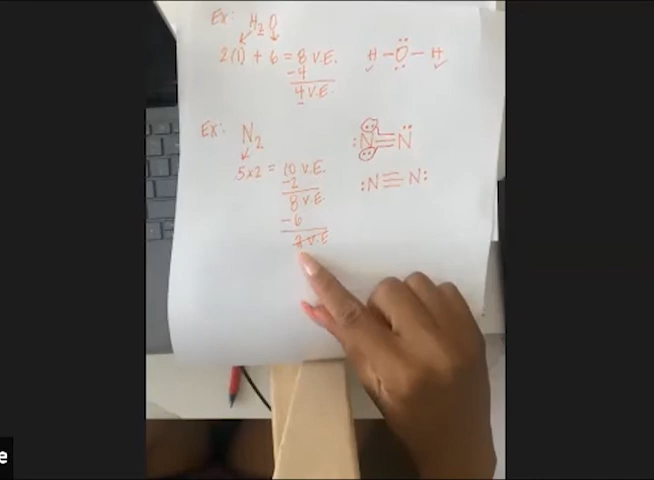 Ex: H₂O
2(1) + 6 = 8 V.E.
-4
4 V.E.
H-Ö-H
Ex: N₂
5x2 = 10 V.E.
-2
8 V.E.
-6
2 V.E
:N=N̈
:N≡N:
e